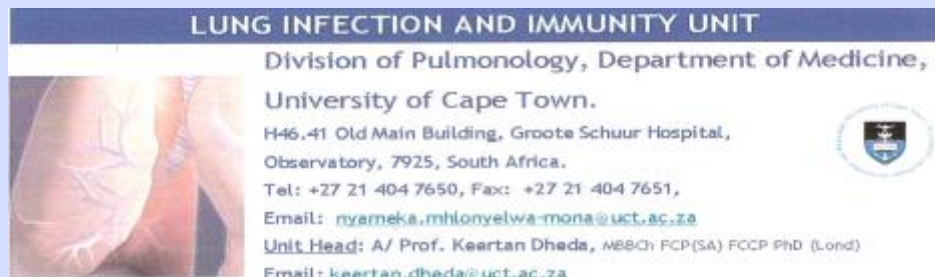 LUNG INFECTION AND IMMUNITY UNIT
Division of Pulmonology, Department of Medicine,
University of Cape Town.
H46.41 Old Main Building, Groote Schuur Hospital,
Observatory, 7925, South Africa.
Tel: +27 21 404 7650, Fax: +27 21 404 7651,
Email: nyameka.mhlonyelwa-mona@uct.ac.za
Unit Head: A/ Prof. Keertan Dheda, MBBCh FCP(SA) FCCP PhD (Lond)
Email: keertan.dheda@uct.ac.za